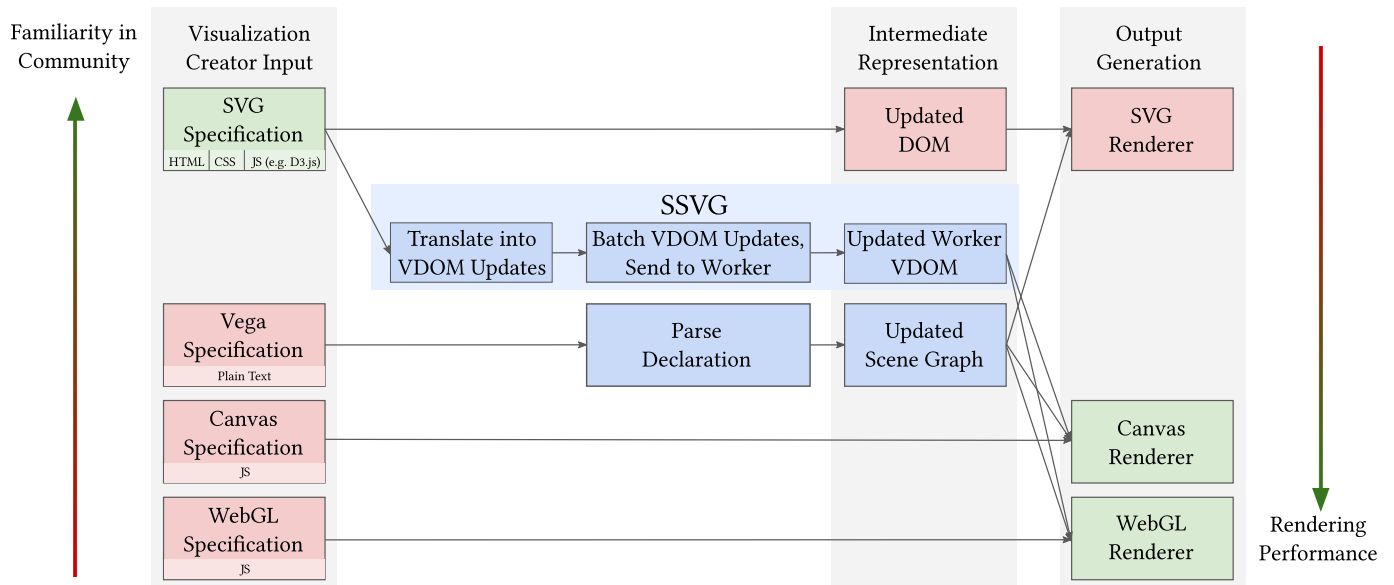 Familiarity in
Community
Visualization
Creator Input
Intermediate
Representation
Output
Generation
SVG
Specification
HTML CSS JS (e.g. D3.js)
Updated
DOM
SVG
Renderer
SSVG
Translate into
VDOM Updates
Batch VDOM Updates,
Send to Worker
Updated Worker
VDOM
Vega
Specification
Plain Text
Parse
Declaration
Updated
Scene Graph
Canvas
Specification
JS
Canvas
Renderer
WebGL
Specification
JS
WebGL
Renderer
Rendering
Performance